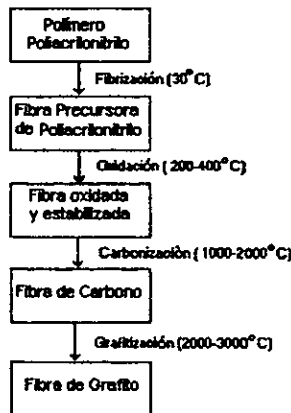 Polímero
Poliacrilonitrilo
Fibrización (30°C)
Fibra Precursora
de Poliacrilonitrilo
Oxidación (200-400°C)
Fibra oxidada
y estabilizada
Carbonización (1000-2000°C)
Fibra de Carbono
Grafitización (2000-3000°C)
Fibra de Grafito